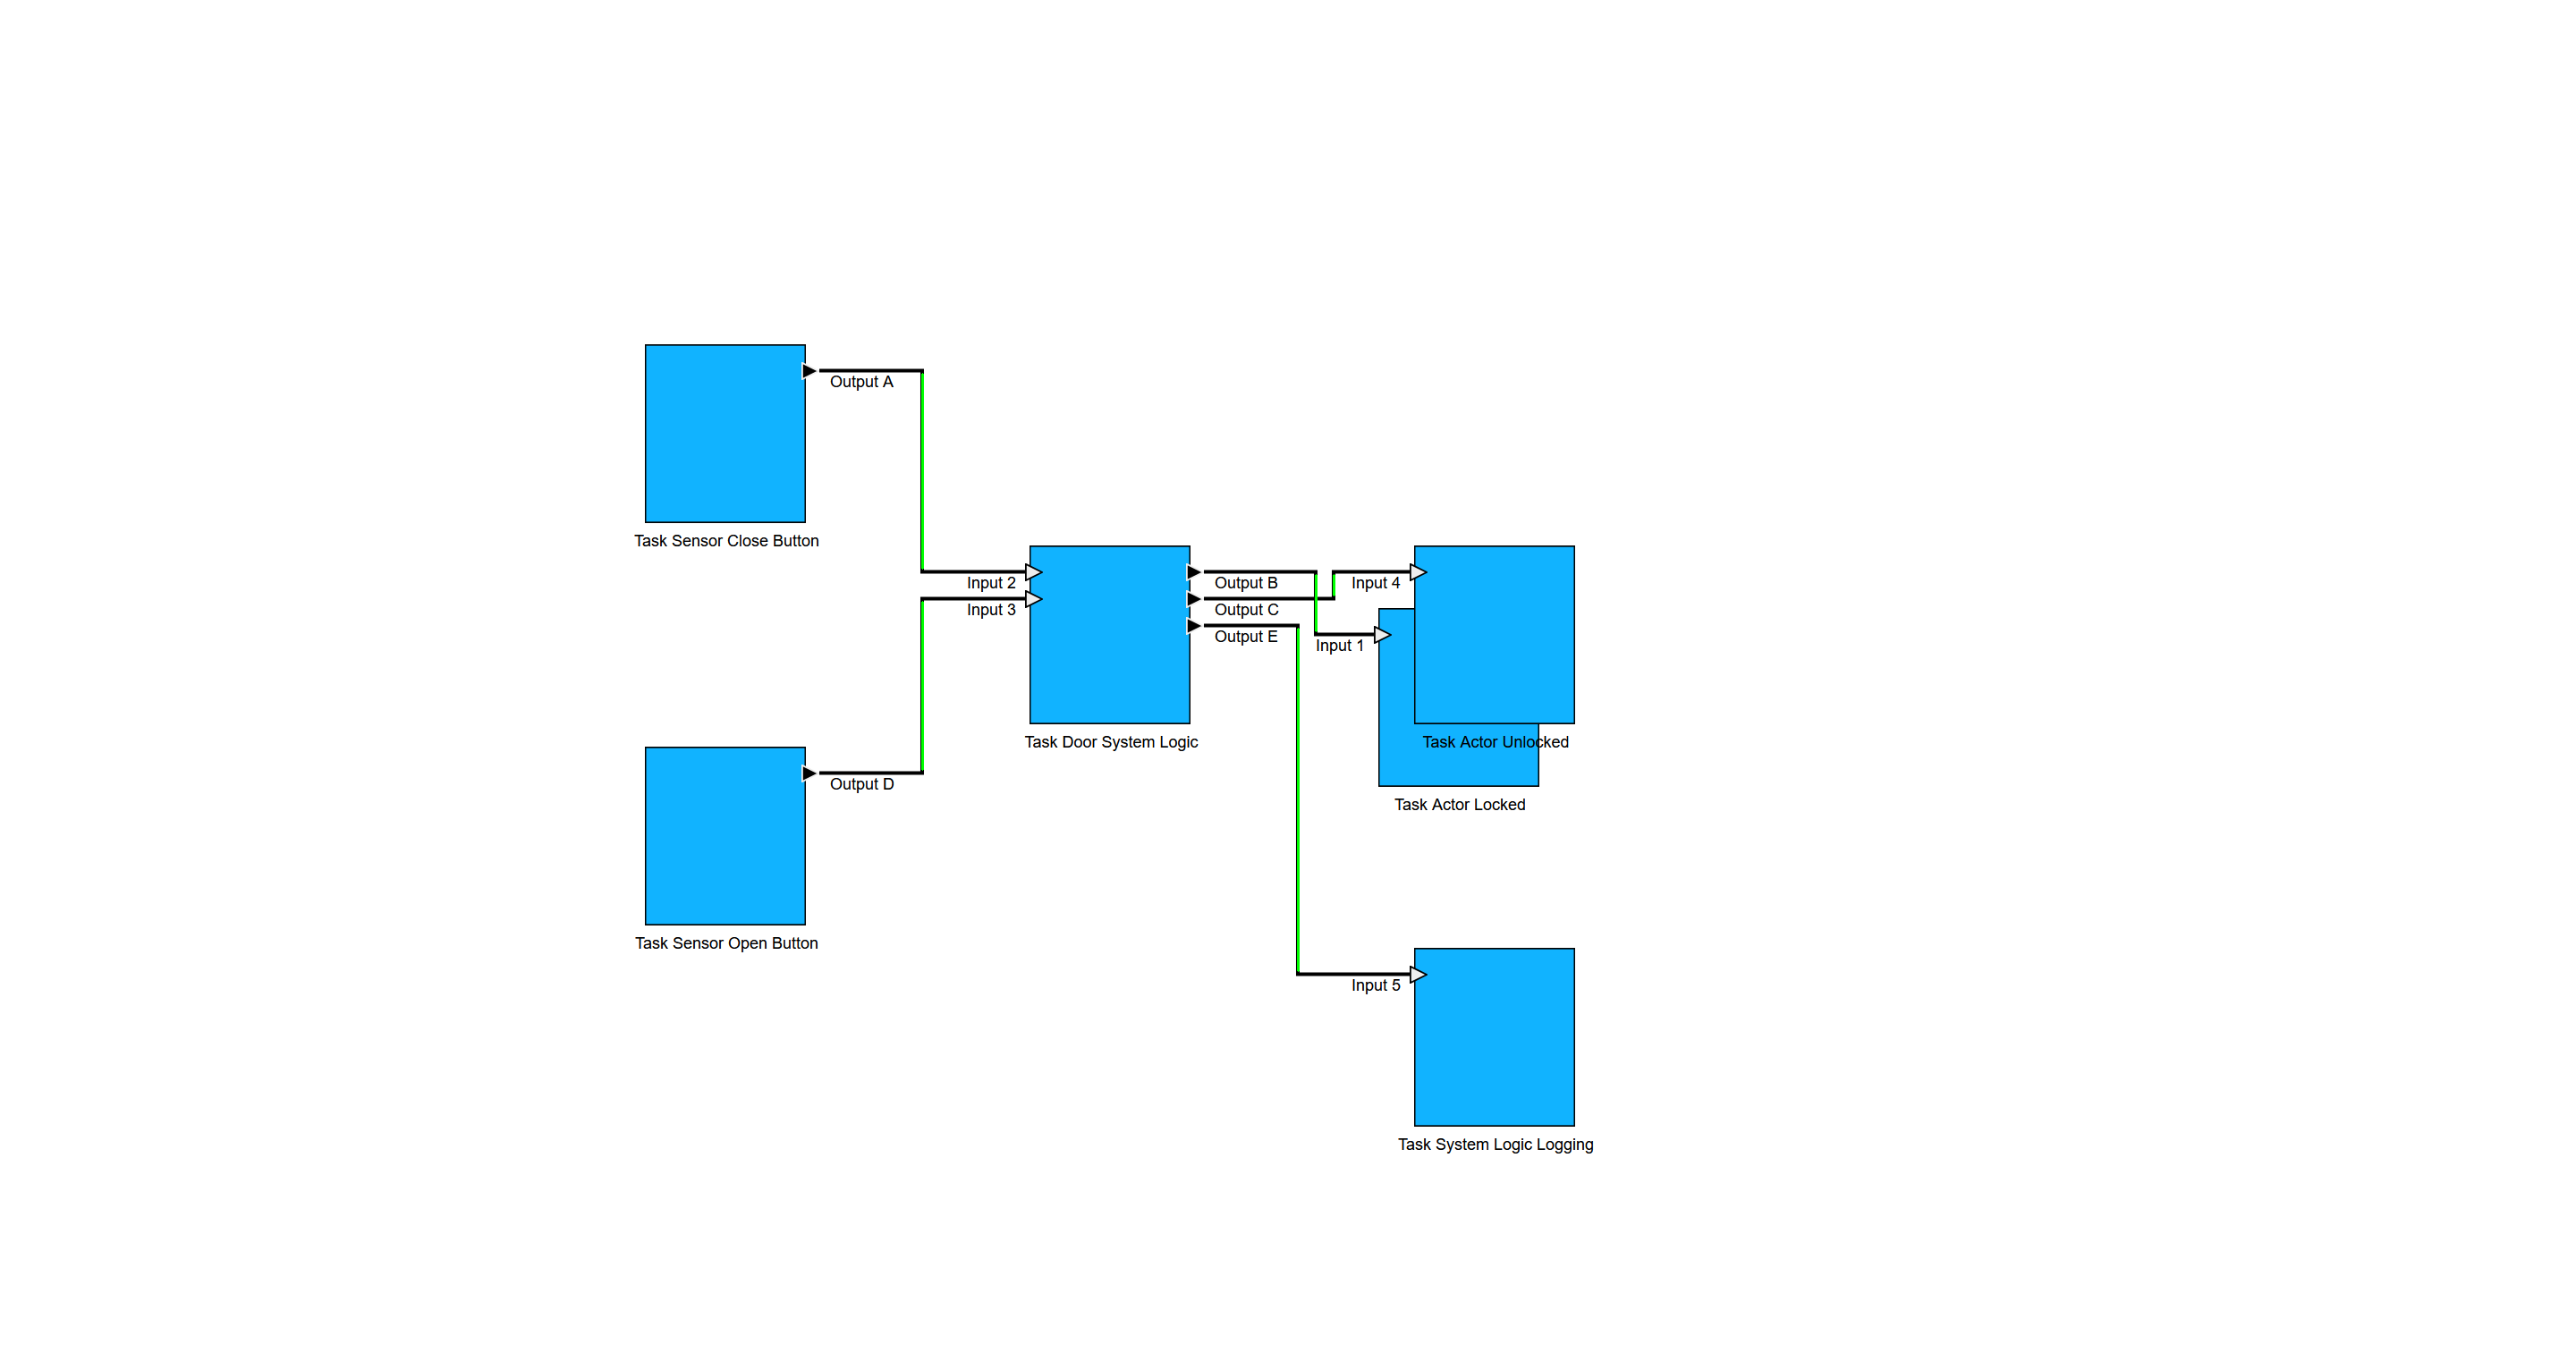 Output A
Task Sensor Close Button
Input 2
Input 3
Output B
Output C
Output E
Input 4
Input 1
Task Door System Logic
Task Actor Unlocked
Output D
Task Actor Locked
Task Sensor Open Button
Input 5
Task System Logic Logging